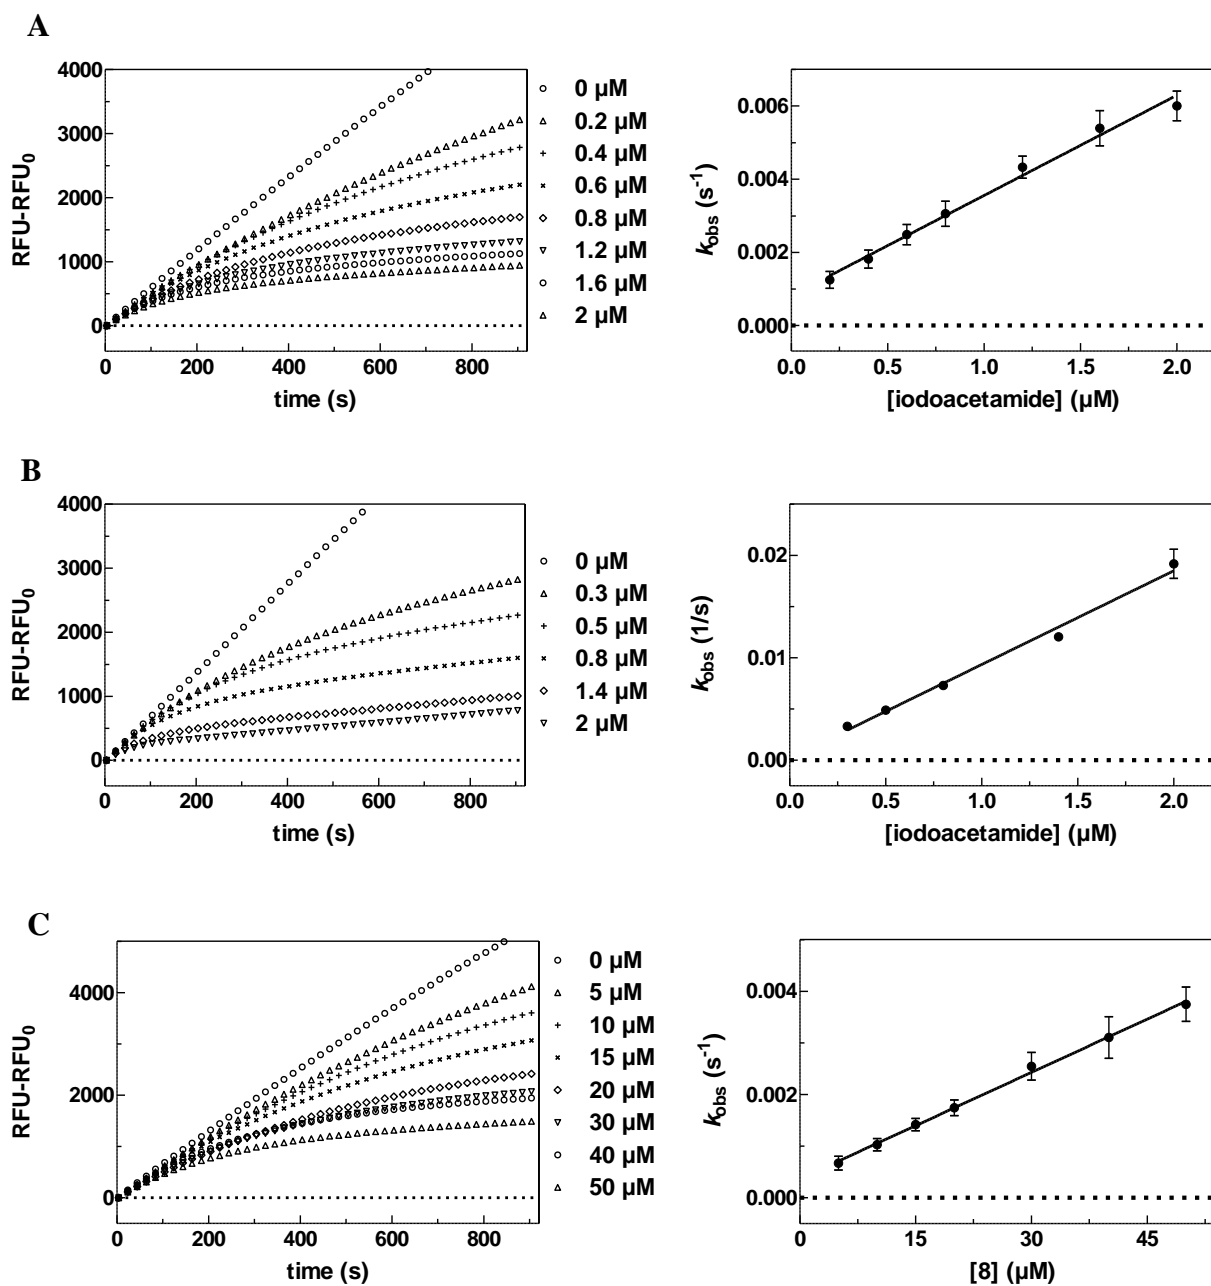 A
RFU-RFU0
4000
3000
2000
1000
0
0
200
400
600
800
time (s)
0 µM
0.2 µM
0.4 µM
0.6 µM
0.8 µM
1.2 µM
1.6 µM
2 µM
kobs (s-1)
0.006
0.004
0.002
0.000
0.0
0.5
1.0
1.5
2.0
[iodoacetamide] (µM)
B
RFU-RFU0
4000
3000
2000
1000
0
0
200
400
600
800
time (s)
0 µM
0.3 µM
0.5 µM
0.8 µM
1.4 µM
2 µM
kobs (1/s)
0.02
0.01
0.00
0.0
0.5
1.0
1.5
2.0
[iodoacetamide] (µM)
C
RFU-RFU0
4000
2000
0
0
200
400
600
800
time (s)
0 µM
5 µM
10 µM
15 µM
20 µM
30 µM
40 µM
50 µM
kobs (s-1)
0.004
0.002
0.000
0
15
30
45
[8] (µM)